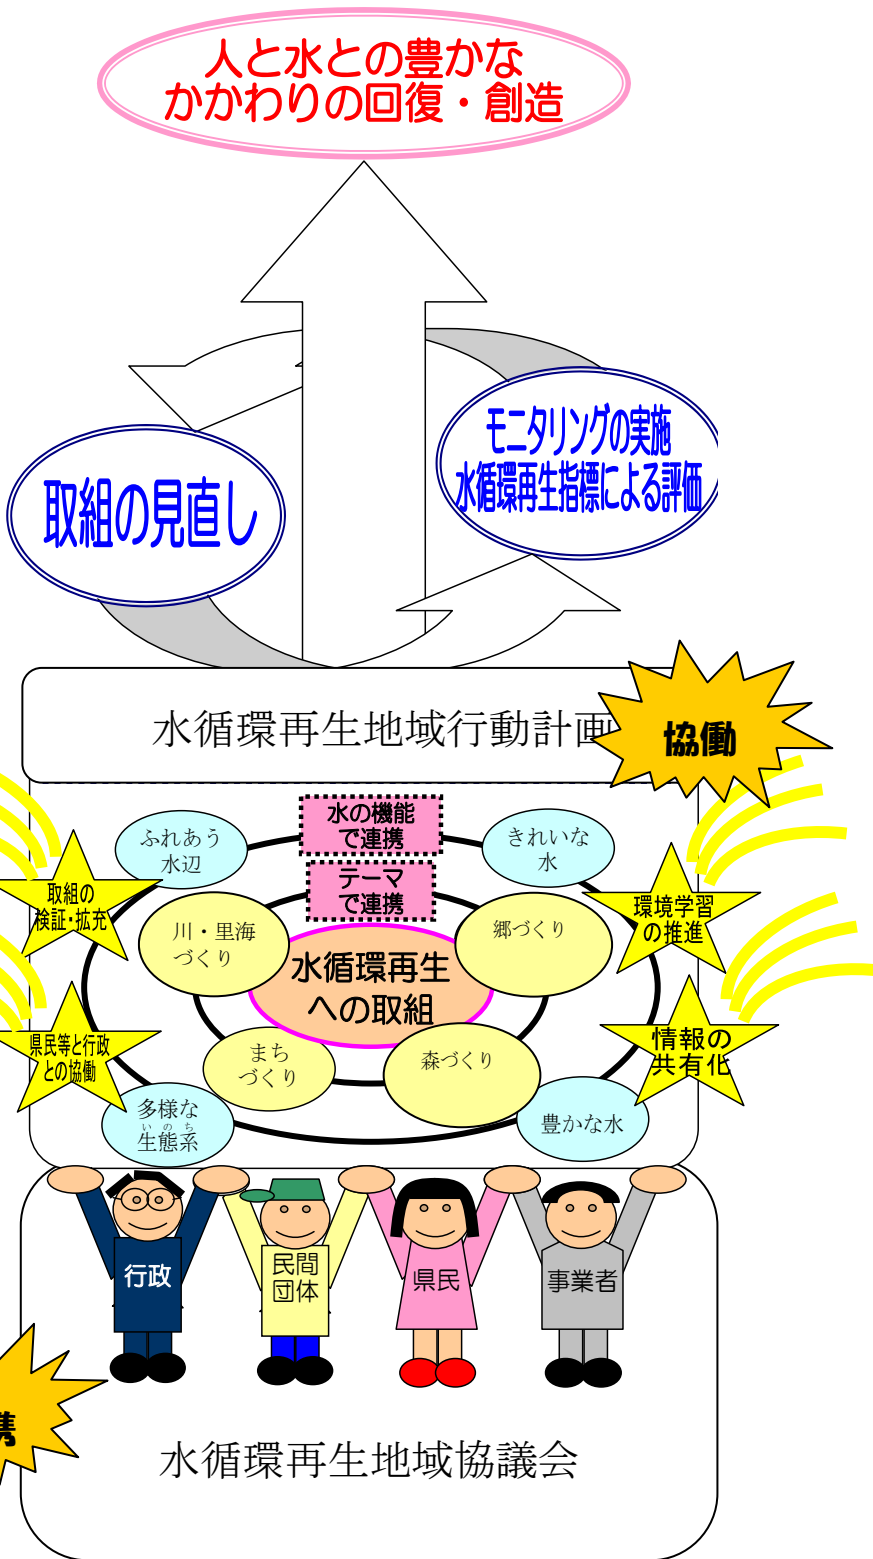 人と水との豊かな
かかわりの回復・創造
モニタリングの実施
水循環再生指標による評価
取組の見直し
水循環再生地域行動計画
協働
水の機能
で連携
ふれあう
水辺
きれいな
水
テーマ
で連携
取組の
検証・拡充
環境学習
の推進
川・里海
づくり
郷づくり
水循環再生
への取組
県民等と行政
との協働
情報の
共有化
まち
づくり
森づくり
多様な
いのち
生態系
豊かな水
行政
民間
団体
県民
事業者
携
水循環再生地域協議会